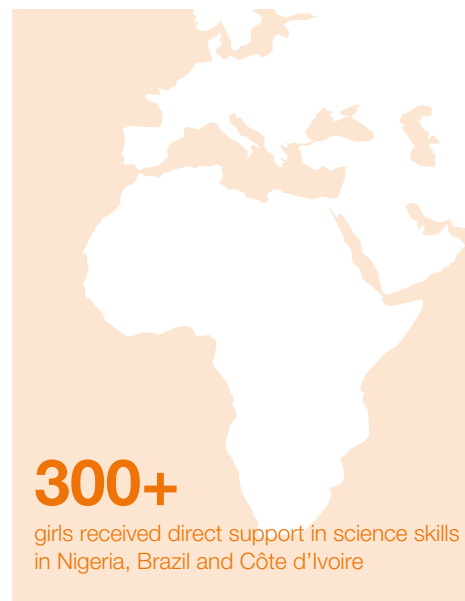 300+
girls received direct support in science skills
in Nigeria, Brazil and Côte d’Ivoire